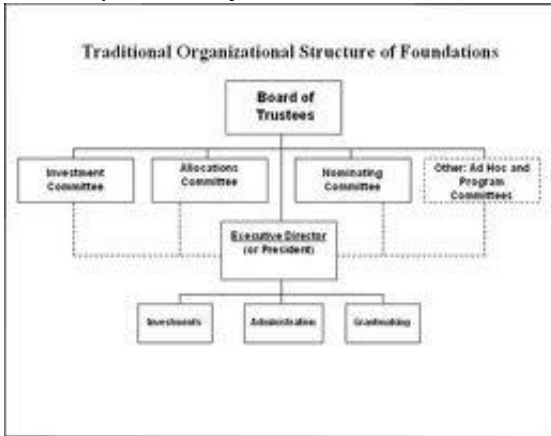 Traditional Organizational Structure of Foundations
Board of
Trustees
Investment
Committee
Allocations
Committee
Nominating
Committee
Other: Ad Hoc and
Program
Committees
Executive Director
(or President)
Investments
Administration
Grantmaking